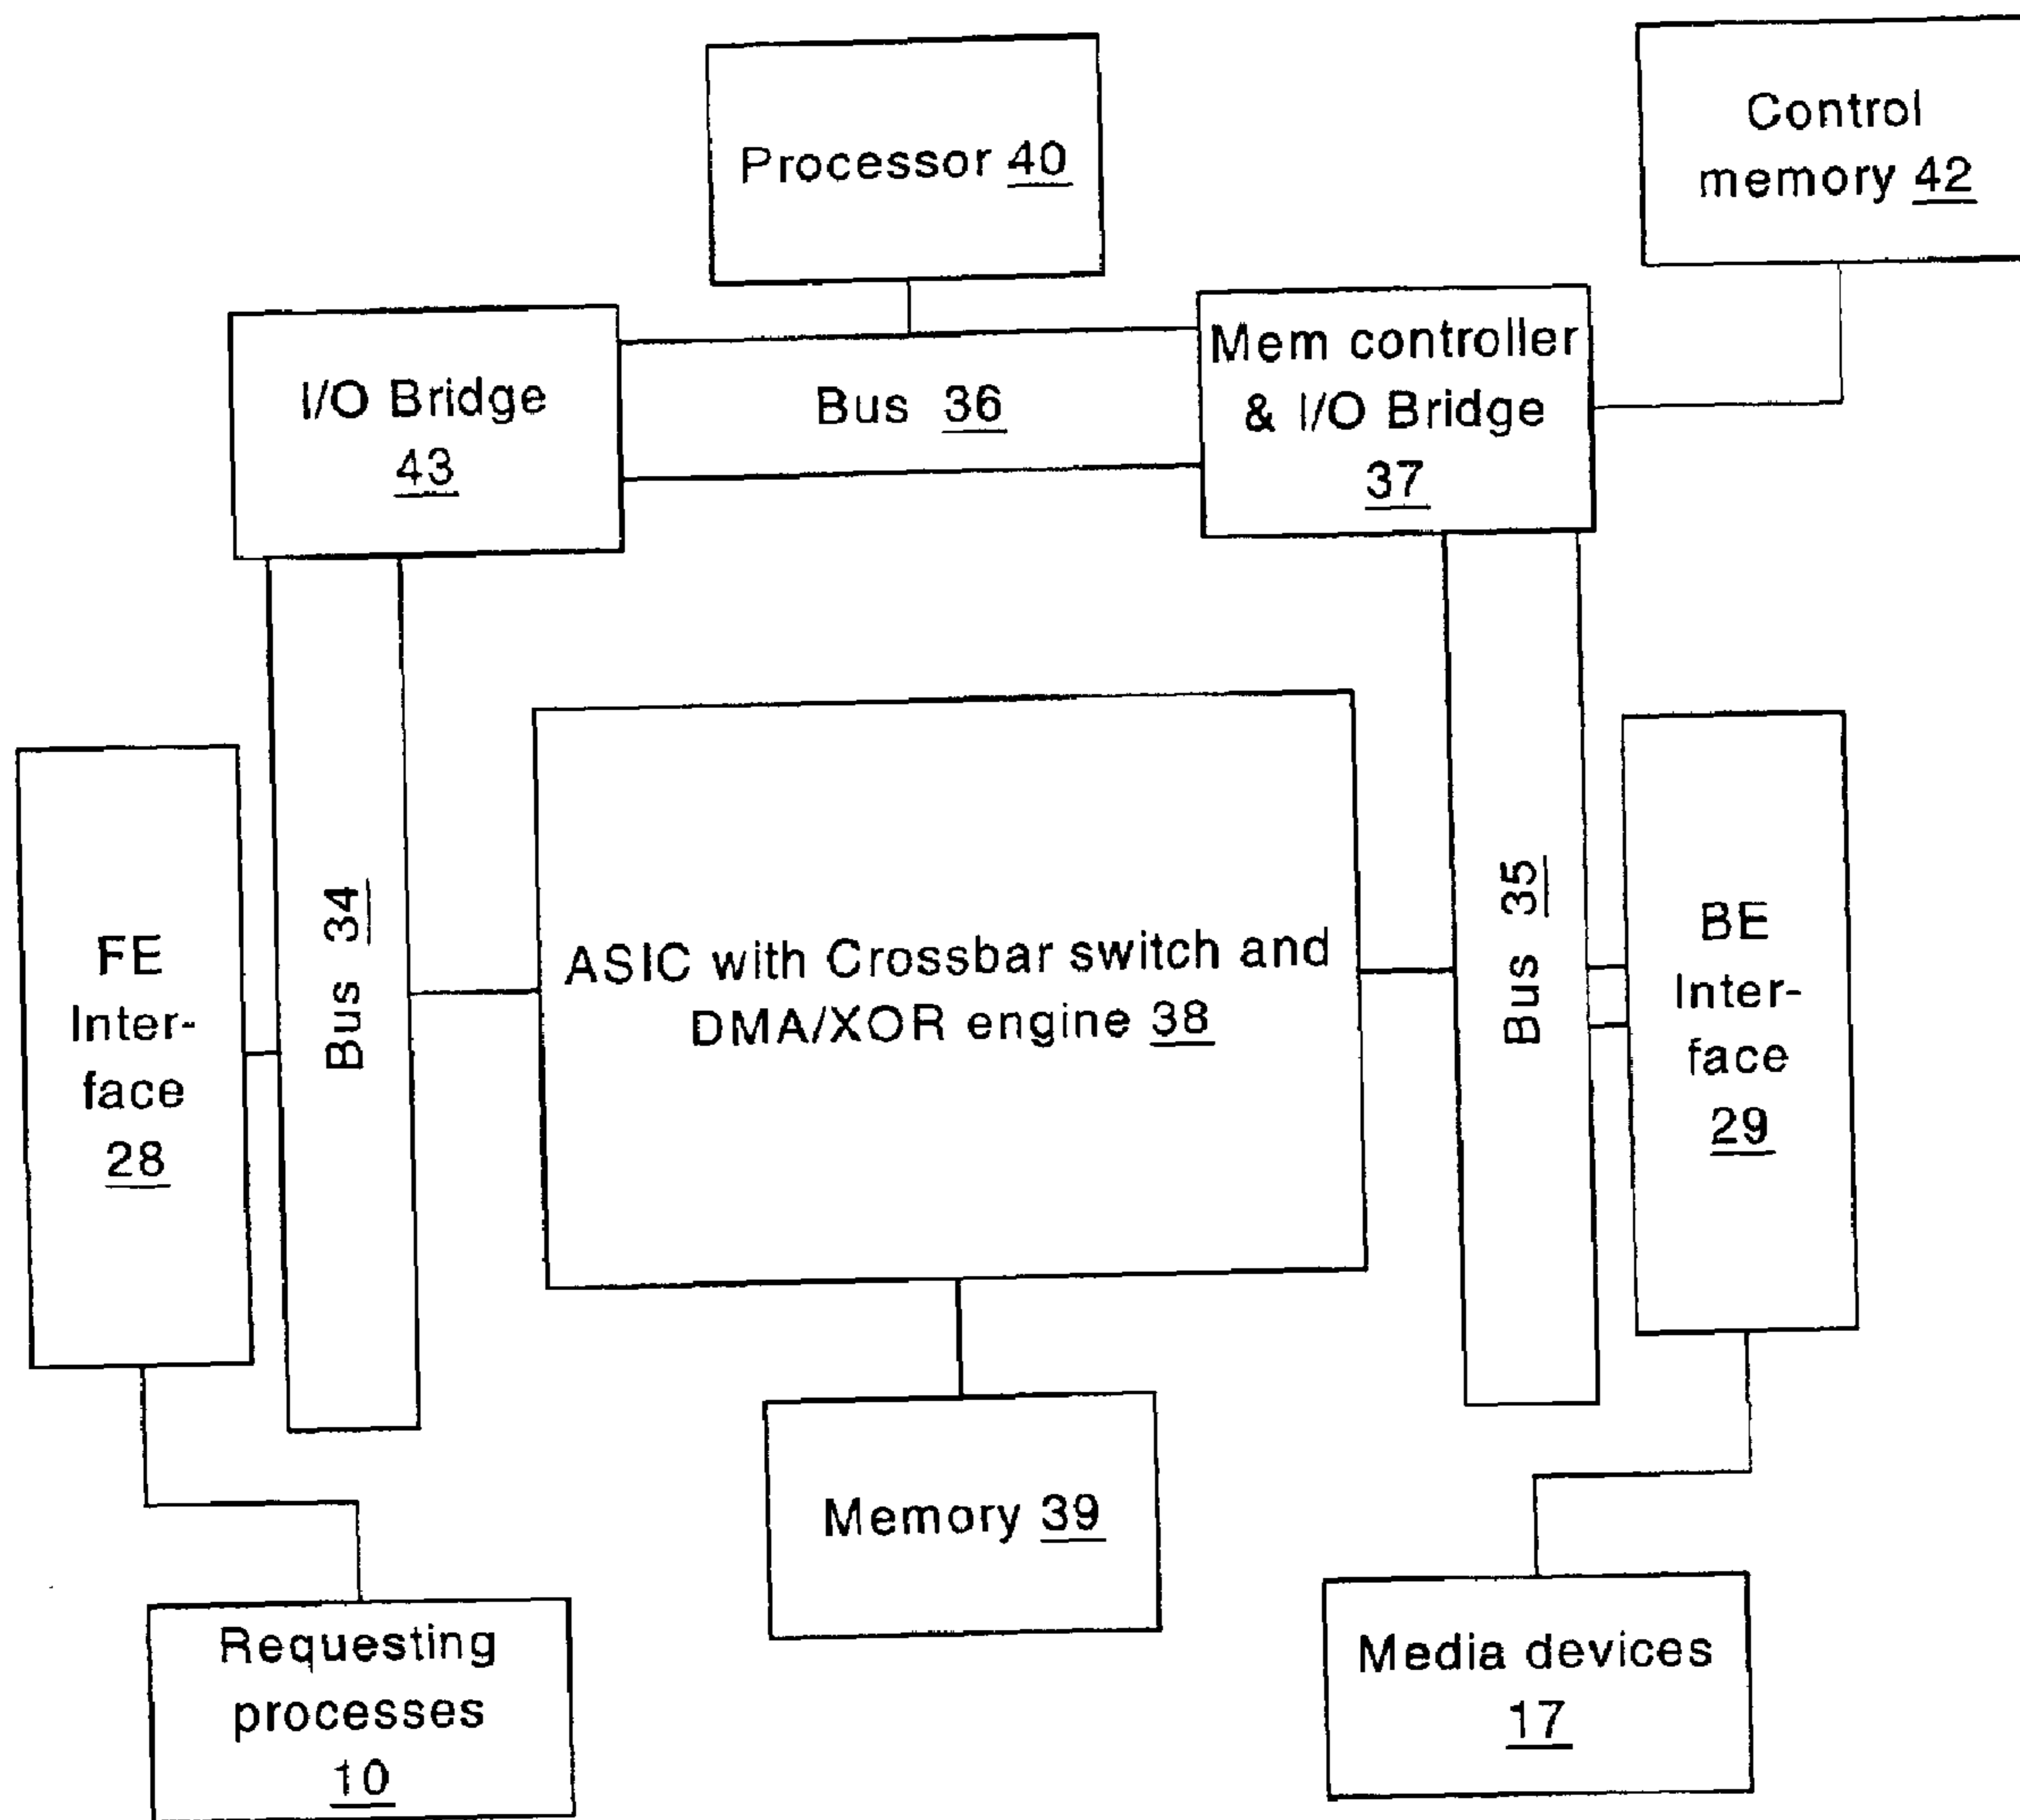 Processor 40
Control
memory 42
I/O Bridge
43
Bus 36
Mem controller
& I/O Bridge
37
FE
Inter-
face
28
Bus 34
ASIC with Crossbar switch and
DMA/XOR engine 38
Bus 35
BE
Inter-
face
29
Memory 39
Requesting
processes
10
Media devices
17